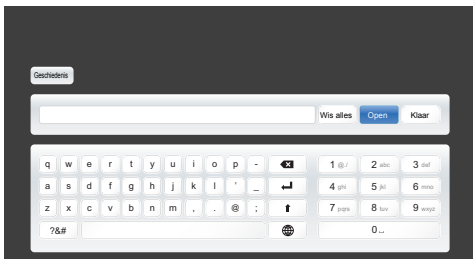 Geschiedenis
Wis alles Open Klaar
q w e r t y u i o p - 1 @./ 2 abc 3 def
a s d f g h j k l ' _ 4 ghi 5 jkl 6 mno
z x c v b n m , . @ ; 7 pqrs 8 tuv 9 wxyz
?&# 0